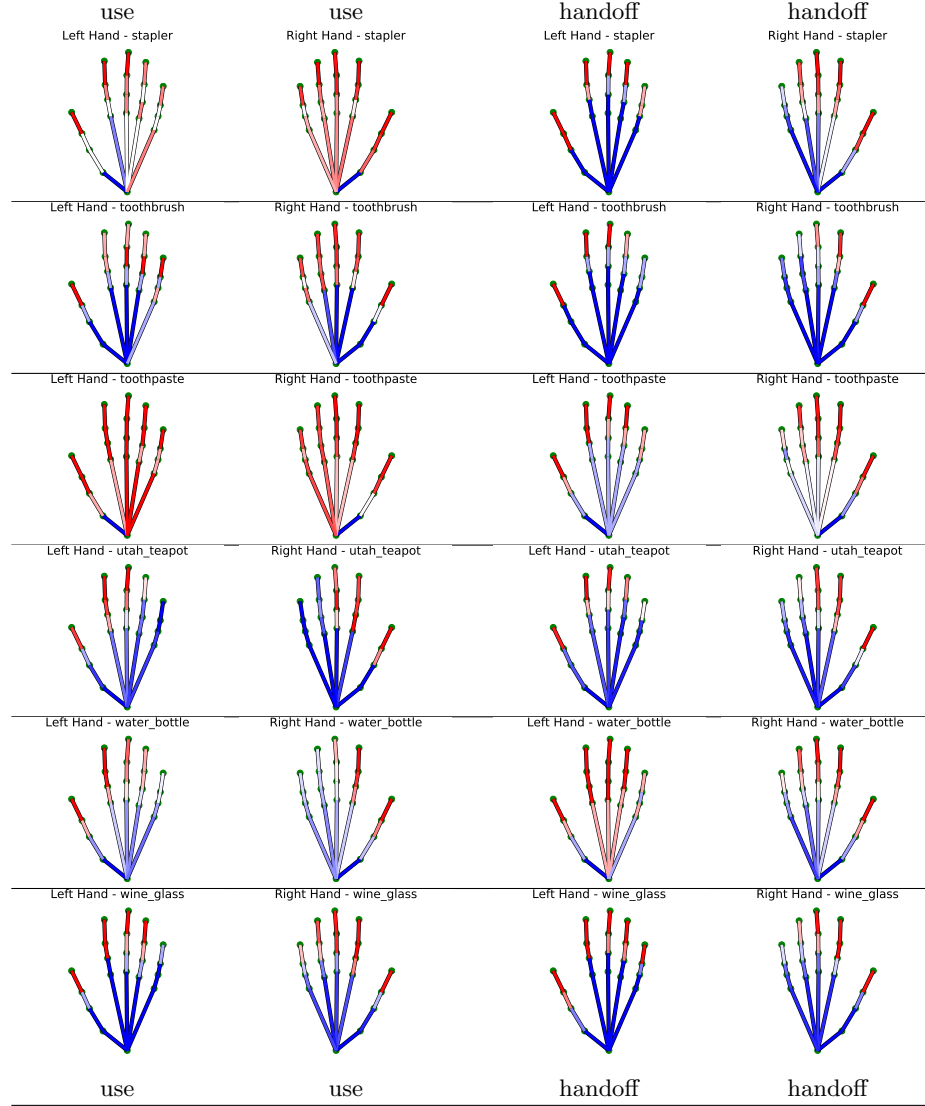 use use handoff handoff
Left Hand - stapler Right Hand - stapler Left Hand - stapler Right Hand - stapler
Left Hand - toothbrush Right Hand - toothbrush Left Hand - toothbrush Right Hand - toothbrush
Left Hand - toothpaste Right Hand - toothpaste Left Hand - toothpaste Right Hand - toothpaste
Left Hand - utah_teapot Right Hand - utah_teapot Left Hand - utah_teapot Right Hand - utah_teapot
Left Hand - water_bottle Right Hand - water_bottle Left Hand - water_bottle Right Hand - water_bottle
Left Hand - wine_glass Right Hand - wine_glass Left Hand - wine_glass Right Hand - wine_glass
use use handoff handoff